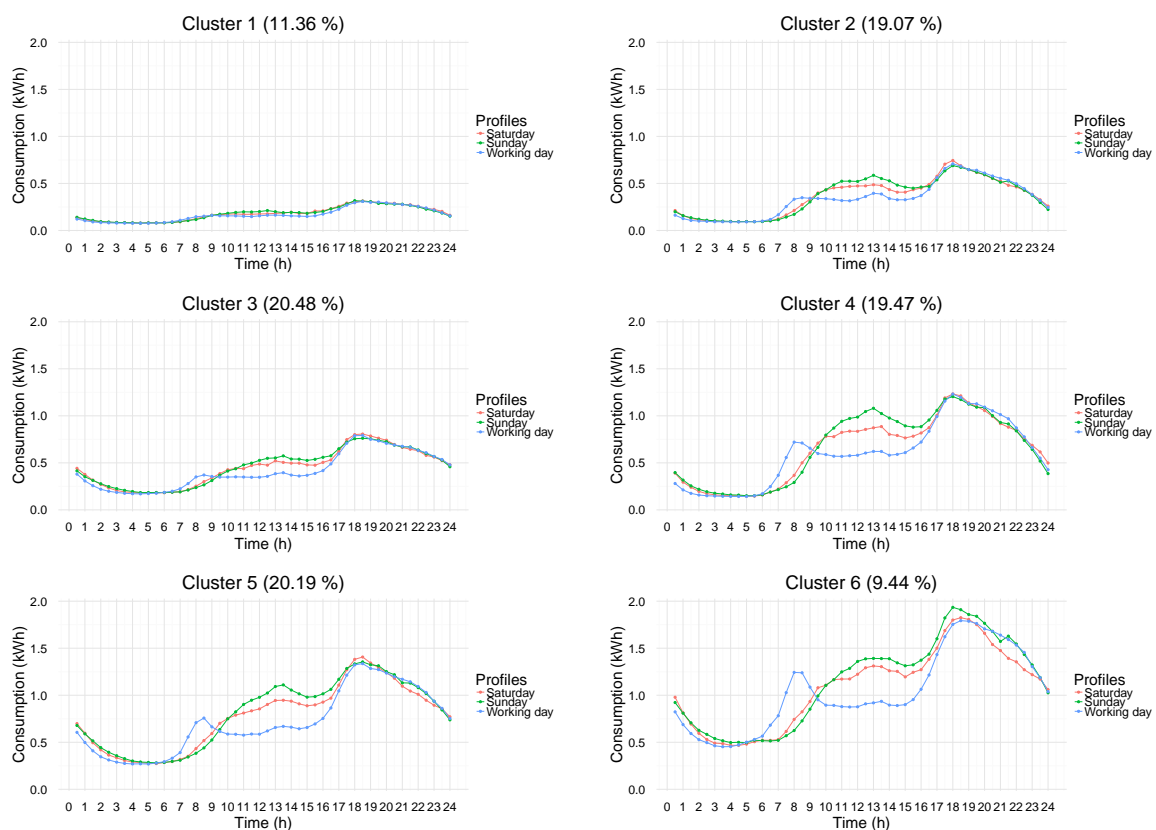 Cluster 1 (11.36 %)
2.0
1.5
1.0
0.5
0.0
Consumption (kWh)
0 1 2 3 4 5 6 7 8 9 10 11 12 13 14 15 16 17 18 19 20 21 22 23 24
Time (h)
Profiles
Saturday
Sunday
Working day
Cluster 2 (19.07 %)
2.0
1.5
1.0
0.5
0.0
Consumption (kWh)
0 1 2 3 4 5 6 7 8 9 10 11 12 13 14 15 16 17 18 19 20 21 22 23 24
Time (h)
Profiles
Saturday
Sunday
Working day
Cluster 3 (20.48 %)
2.0
1.5
1.0
0.5
0.0
Consumption (kWh)
0 1 2 3 4 5 6 7 8 9 10 11 12 13 14 15 16 17 18 19 20 21 22 23 24
Time (h)
Profiles
Saturday
Sunday
Working day
Cluster 4 (19.47 %)
2.0
1.5
1.0
0.5
0.0
Consumption (kWh)
0 1 2 3 4 5 6 7 8 9 10 11 12 13 14 15 16 17 18 19 20 21 22 23 24
Time (h)
Profiles
Saturday
Sunday
Working day
Cluster 5 (20.19 %)
2.0
1.5
1.0
0.5
0.0
Consumption (kWh)
0 1 2 3 4 5 6 7 8 9 10 11 12 13 14 15 16 17 18 19 20 21 22 23 24
Time (h)
Profiles
Saturday
Sunday
Working day
Cluster 6 (9.44 %)
2.0
1.5
1.0
0.5
0.0
Consumption (kWh)
0 1 2 3 4 5 6 7 8 9 10 11 12 13 14 15 16 17 18 19 20 21 22 23 24
Time (h)
Profiles
Saturday
Sunday
Working day